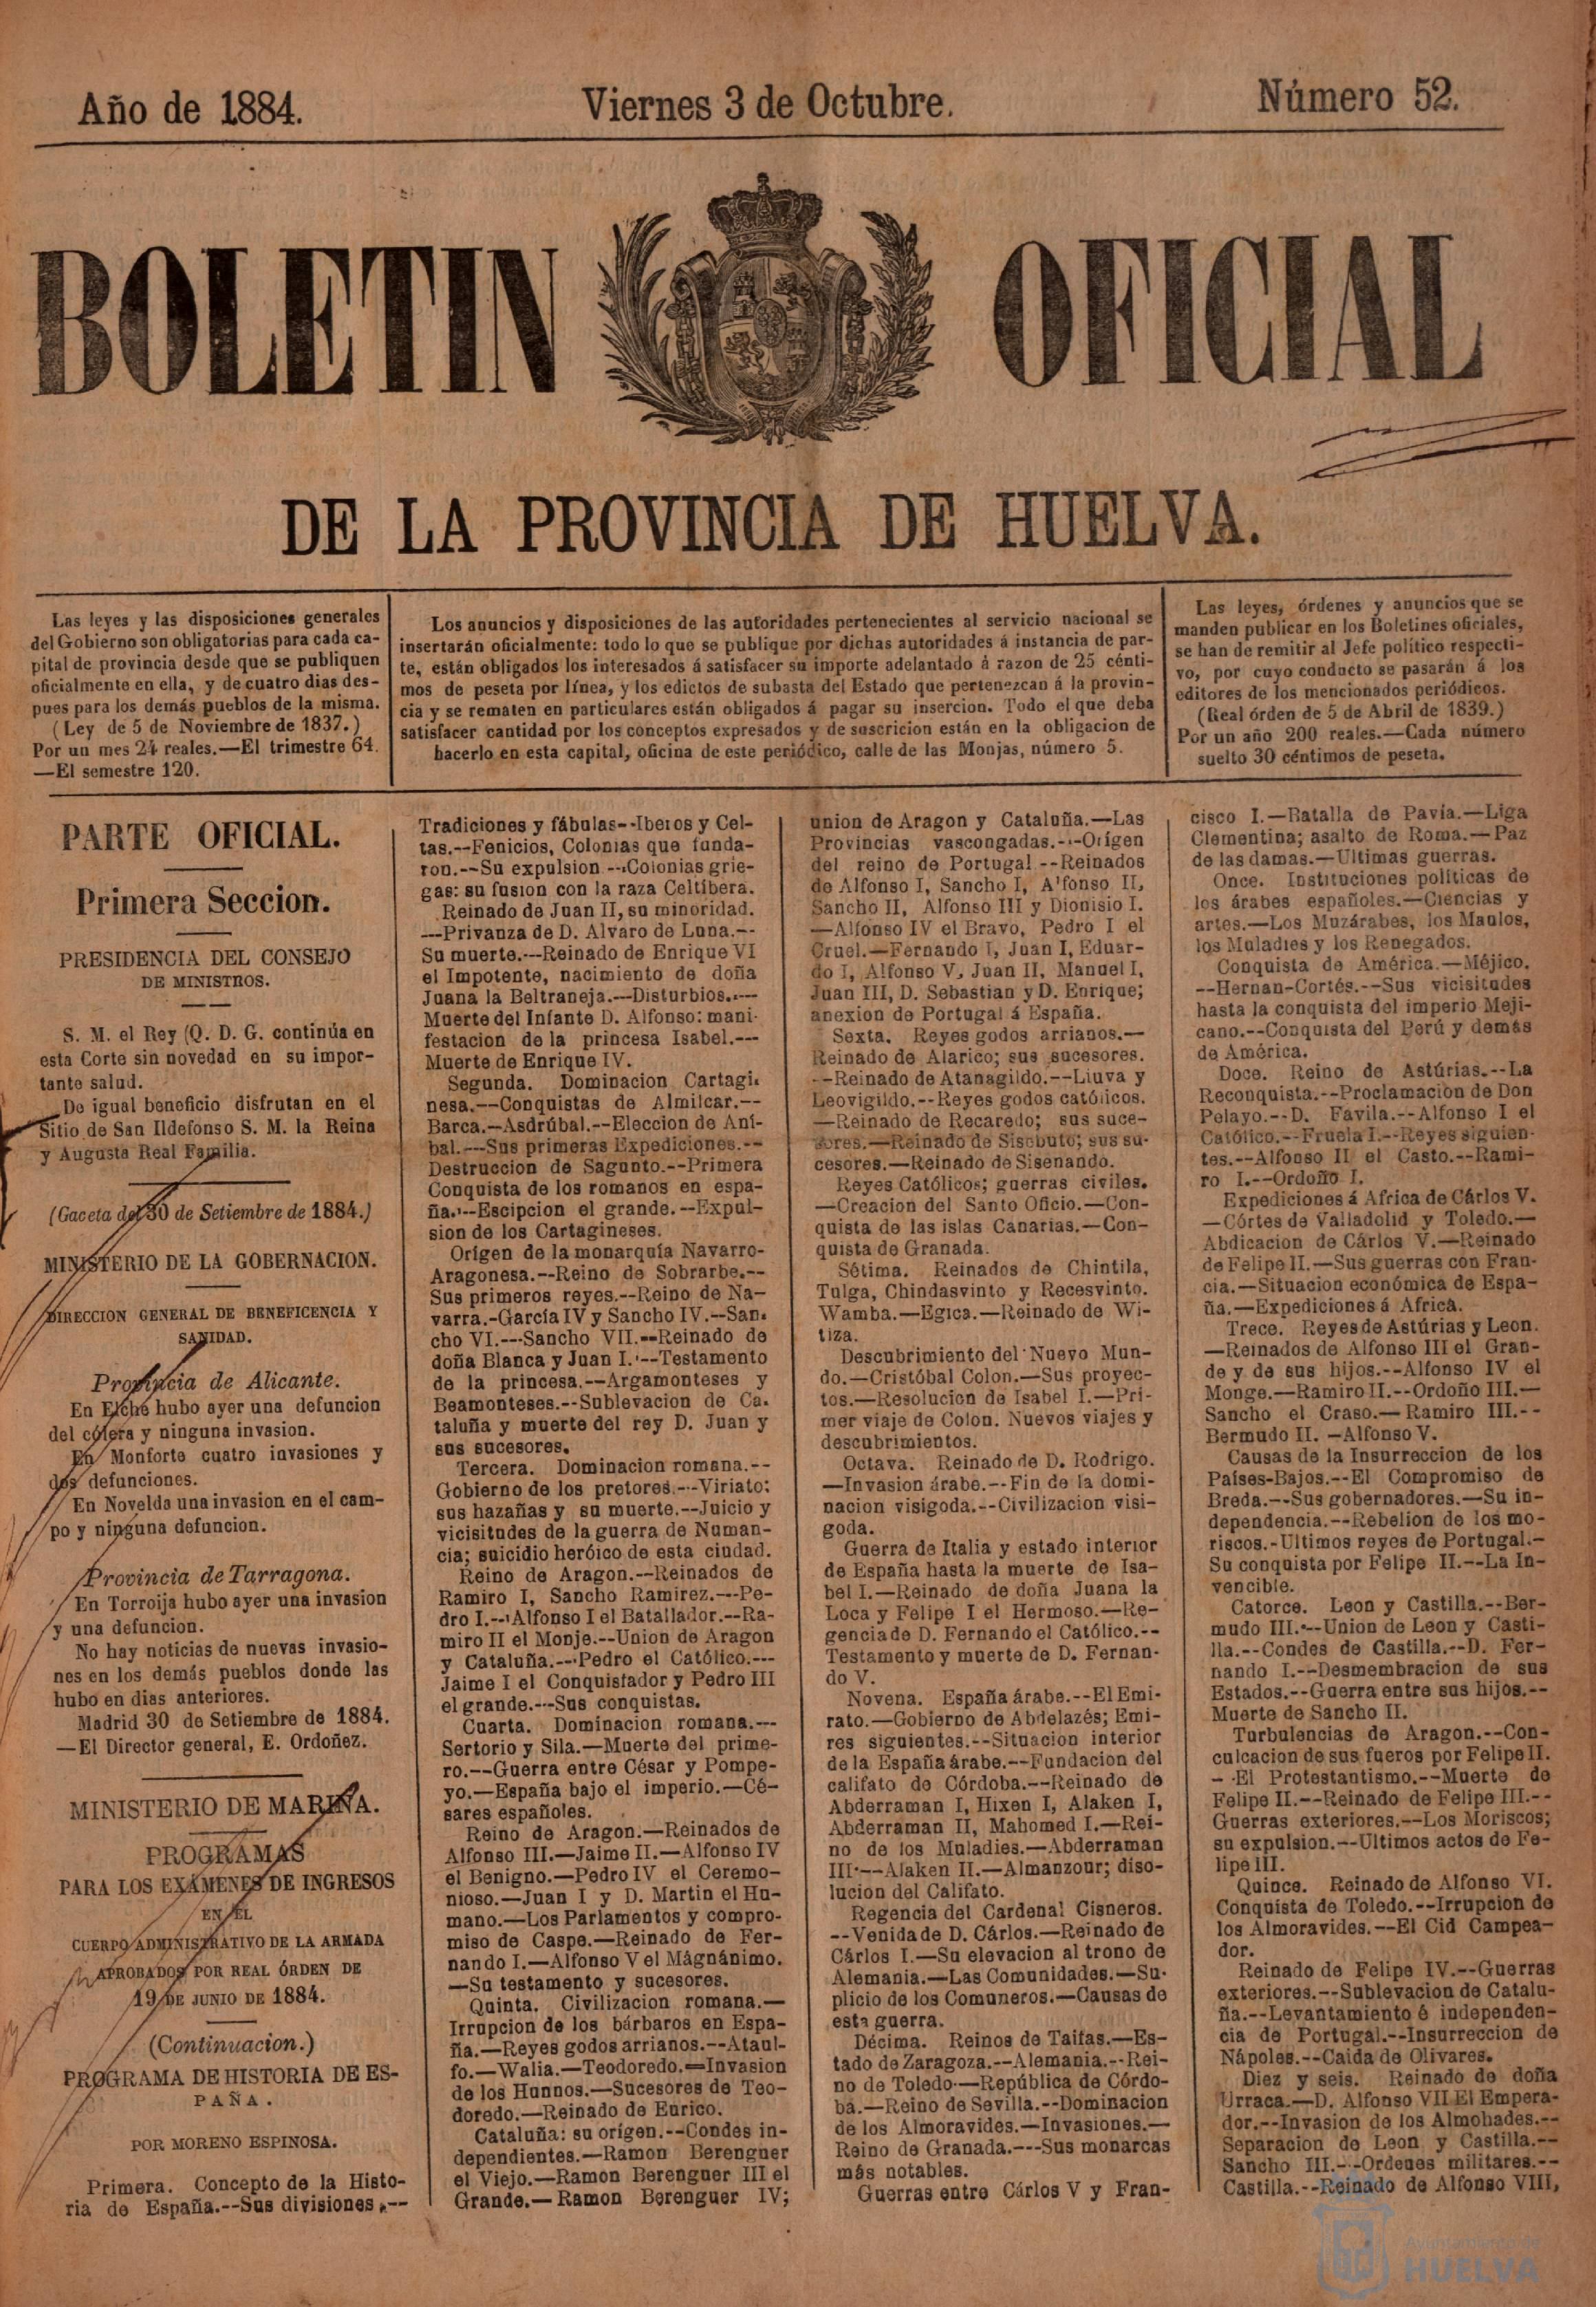 Año de 1884.
Viernes 3 de Octubre.
Número 52.
BOLETIN OFICIAL
DE LA PROVINCIA DE HUELVA.
Las leyes y las disposiciones generales
del Gobierno son obligatorias para cada ca-
pital de provincia desde que se publiquen
oficialmente en ella, y de cuatro dias des-
pues para los demás pueblos de la misma.
(Ley de 5 de Noviembre de 1837.)
Por un mes 24 reales.—El trimestre 64.
—El semestre 120.
Los anuncios y disposiciones de las autoridades pertenecientes al servicio nacional se
insertarán oficialmente: todo lo que se publique por dichas autoridades á instancia de par-
te, están obligados los interesados á satisfacer su importe adelantado á razon de 25 cénti-
mos de peseta por línea, y los edictos de subasta del Estado que pertenezcan á la provin-
cia y se rematen en particulares están obligados á pagar su insercion. Todo el que deba
satisfacer cantidad por los conceptos expresados y de suscricion están en la obligacion de
hacerlo en esta capital, oficina de este periódico, calle de las Monjas, número 5.
Las leyes, órdenes y anuncios que se
manden publicar en los Boletines oficiales,
se han de remitir al Jefe político respecti-
vo, por cuyo conducto se pasarán á los
editores de los mencionados periódicos.
(Real órden de 5 de Abril de 1839.)
Por un año 200 reales.—Cada número
suelto 30 céntimos de peseta.
PARTE OFICIAL.
Primera Seccion.
PRESIDENCIA DEL CONSEJO
DE MINISTROS.
S. M. el Rey (Q. D. G. continúa en
esta Corte sin novedad en su impor-
tante salud.
De igual beneficio disfrutan en el
Sitio de San Ildefonso S. M. la Reina
y Augusta Real Familia.
(Gaceta del 30 de Setiembre de 1884.)
MINISTERIO DE LA GOBERNACION.
DIRECCION GENERAL DE BENEFICENCIA Y
SANIDAD.
Provincia de Alicante.
En Elche hubo ayer una defuncion
del cólera y ninguna invasion.
En Monforte cuatro invasiones y
dos defunciones.
En Novelda una invasion en el cam-
po y ninguna defuncion.
Provincia de Tarragona.
En Torroija hubo ayer una invasion
y una defuncion.
No hay noticias de nuevas invasio-
nes en los demás pueblos donde las
hubo en dias anteriores.
Madrid 30 de Setiembre de 1884.
—El Director general, E. Ordoñez.
MINISTERIO DE MARINA.
PROGRAMAS
PARA LOS EXÁMENES DE INGRESOS
EN EL
CUERPO ADMINISTRATIVO DE LA ARMADA
APROBADOS POR REAL ÓRDEN DE
19 DE JUNIO DE 1884.
(Continuacion.)
PROGRAMA DE HISTORIA DE ES-
PAÑA.
POR MORENO ESPINOSA.
Primera. Concepto de la Histo-
ria de España.--Sus divisiones.--
Tradiciones y fábulas--Iberos y Cel-
tas.--Fenicios, Colonias que funda-
ron.--Su expulsion.--Colonias grie-
gas: su fusion con la raza Celtíbera.
Reinado de Juan II, su minoridad.
---Privanza de D. Alvaro de Luna.--
Su muerte.---Reinado de Enrique VI
el Impotente, nacimiento de doña
Juana la Beltraneja.---Disturbios.---
Muerte del Infante D. Alfonso: mani-
festacion de la princesa Isabel.---
Muerte de Enrique IV.
Segunda. Dominacion Cartagi-
nesa.--Conquistas de Almilcar.--
Barca.--Asdrúbal.--Eleccion de Aní-
bal.---Sus primeras Expediciones.--
Destruccion de Sagunto.--Primera
Conquista de los romanos en espa-
ña.--Escipcion el grande.--Expul-
sion de los Cartagineses.
Orígen de la monarquía Navarro-
Aragonesa.--Reino de Sobrarbe.--
Sus primeros reyes.--Reino de Na-
varra.-García IV y Sancho IV.--San-
cho VI.---Sancho VII.--Reinado de
doña Blanca y Juan I.--Testamento
de la princesa.--Argamonteses y
Beamonteses.--Sublevacion de Ca-
taluña y muerte del rey D. Juan y
sus sucesores.
Tercera. Dominacion romana.--
Gobierno de los pretores.---Viriato:
sus hazañas y su muerte.--Juicio y
vicisitudes de la guerra de Numan-
cia; suicidio heróico de esta ciudad.
Reino de Aragon.--Reinados de
Ramiro I, Sancho Ramirez.---Pe-
dro I.--Alfonso I el Batallador.--Ra-
miro II el Monje.--Union de Aragon
y Cataluña.---Pedro el Católico.---
Jaime I el Conquistador y Pedro III
el grande.---Sus conquistas.
Cuarta. Dominacion romana.---
Sertorio y Sila.—Muerte del prime-
ro.--Guerra entre César y Pompe-
yo.—España bajo el imperio.—Cé-
sares españoles.
Reino de Aragon.—Reinados de
Alfonso III.—Jaime II.—Alfonso IV
el Benigno.—Pedro IV el Ceremo-
nioso.—Juan I y D. Martin el Hu-
mano.—Los Parlamentos y compro-
miso de Caspe.—Reinado de Fer-
nando I.—Alfonso V el Mágnánimo.
—Su testamento y sucesores.
Quinta. Civilizacion romana.—
Irrupcion de los bárbaros en Espa-
ña.—Reyes godos arrianos.--Ataul-
fo.—Walia.—Teodoredo.—Invasion
de los Hunnos.—Sucesores de Teo-
doredo.—Reinado de Eurico.
Cataluña: su orígen.--Condes in-
dependientes.—Ramon Berenguer
el Viejo.—Ramon Berenguer III el
Grande.—Ramon Berenguer IV;
union de Aragon y Cataluña.—Las
Provincias vascongadas.---Orígen
del reino de Portugal.--Reinados
de Alfonso I, Sancho I, Alfonso II,
Sancho II, Alfonso III y Dionisio I.
—Alfonso IV el Bravo, Pedro I el
Cruel.—Fernando I, Juan I, Eduar-
do I, Alfonso V, Juan II, Manuel I,
Juan III, D. Sebastian y D. Enrique;
anexion de Portugal á España.
Sexta. Reyes godos arrianos.—
Reinado de Alarico; sus sucesores.
--Reinado de Atanagildo.--Liuva y
Leovigildo.--Reyes godos católicos.
—Reinado de Recaredo; sus suce-
sores.—Reinado de Sisebuto; sus su-
cesores.—Reinado de Sisenando.
Reyes Católicos; guerras civiles.
—Creacion del Santo Oficio.—Con-
quista de las islas Canarias.—Con-
quista de Granada.
Sétima. Reinados de Chintila,
Tulga, Chindasvinto y Recesvinto.
Wamba.—Egica.—Reinado de Wi-
tiza.
Descubrimiento del Nuevo Mun-
do.—Cristóbal Colon.—Sus proyec-
tos.—Resolucion de Isabel I.—Pri-
mer viaje de Colon. Nuevos viajes y
descubrimientos.
Octava. Reinado de D. Rodrigo.
—Invasion árabe.--Fin de la domi-
nacion visigoda.--Civilizacion visi-
goda.
Guerra de Italia y estado interior
de España hasta la muerte de Isa-
bel I.—Reinado de doña Juana la
Loca y Felipe I el Hermoso.—Re-
gencia de D. Fernando el Católico.--
Testamento y muerte de D. Fernan-
do V.
Novena. España árabe.--El Emi-
rato.—Gobierno de Abdelazés; Emi-
res siguientes.--Situacion interior
de la España árabe.--Fundacion del
califato de Córdoba.--Reinado de
Abderraman I, Hixen I, Alaken I,
Abderraman II, Mahomed I.—Rei-
no de los Muladies.—Abderraman
III.--Alaken II.—Almanzour; diso-
lucion del Califato.
Regencia del Cardenal Cisneros.
--Venida de D. Cárlos.—Reinado de
Cárlos I.—Su elevacion al trono de
Alemania.—Las Comunidades.—Su-
plicio de los Comuneros.—Causas de
esta guerra.
Décima. Reinos de Taifas.—Es-
tado de Zaragoza.--Alemania.--Rei-
no de Toledo.—República de Córdo-
ba.—Reino de Sevilla.--Dominacion
de los Almoravides.—Invasiones.—
Reino de Granada.---Sus monarcas
más notables.
Guerras entre Cárlos V y Fran-
cisco I.—Batalla de Pavía.—Liga
Clementina; asalto de Roma.—Paz
de las damas.—Ultimas guerras.
Once. Instituciones políticas de
los árabes españoles.—Ciencias y
artes.—Los Muzárabes, los Maulos,
los Muladies y los Renegados.
Conquista de América.—Méjico.
--Hernan-Cortés.--Sus vicisitudes
hasta la conquista del imperio Meji-
cano.--Conquista del Perú y demás
de América.
Doce. Reino de Astúrias.--La
Reconquista.--Proclamacion de Don
Pelayo.--D. Favila.--Alfonso I el
Católico.--Fruela I.--Reyes siguien-
tes.--Alfonso II el Casto.--Rami-
ro I.--Ordoño I.
Expediciones á Africa de Cárlos V.
—Córtes de Valladolid y Toledo.—
Abdicacion de Cárlos V.—Reinado
de Felipe II.—Sus guerras con Fran-
cia.—Situacion económica de Espa-
ña.—Expediciones á Africa.
Trece. Reyes de Astúrias y Leon.
—Reinados de Alfonso III el Gran-
de y de sus hijos.--Alfonso IV el
Monge.—Ramiro II.--Ordoño III.—
Sancho el Craso.—Ramiro III.--
Bermudo II. —Alfonso V.
Causas de la Insurreccion de los
Países-Bajos.--El Compromiso de
Breda.--Sus gobernadores.—Su in-
dependencia.--Rebelion de los mo-
riscos.-Ultimos reyes de Portugal.-
Su conquista por Felipe II.--La In-
vencible.
Catorce. Leon y Castilla.--Ber-
mudo III.--Union de Leon y Casti-
lla.--Condes de Castilla.--D. Fer-
nando I.--Desmembracion de sus
Estados.--Guerra entre sus hijos.--
Muerte de Sancho II.
Turbulencias de Aragon.--Con-
culcacion de sus fueros por Felipe II.
--El Protestantismo.--Muerte de
Felipe II.--Reinado de Felipe III.--
Guerras exteriores.--Los Moriscos;
su expulsion.--Ultimos actos de Fe-
lipe III.
Quince. Reinado de Alfonso VI.
Conquista de Toledo.--Irrupcion de
los Almoravides.--El Cid Campea-
dor.
Reinado de Felipe IV.--Guerras
exteriores.--Sublevacion de Catalu-
ña.--Levantamiento é independen-
cia de Portugal.--Insurreccion de
Nápoles.--Caida de Olivares.
Diez y seis. Reinado de doña
Urraca.—D. Alfonso VII El Empera-
dor.--Invasion de los Almohades.--
Separacion de Leon y Castilla.--
Sancho III.--Ordenes militares.--
Castilla.--Reinado de Alfonso VIII,
Ayuntamiento de
HUELVA